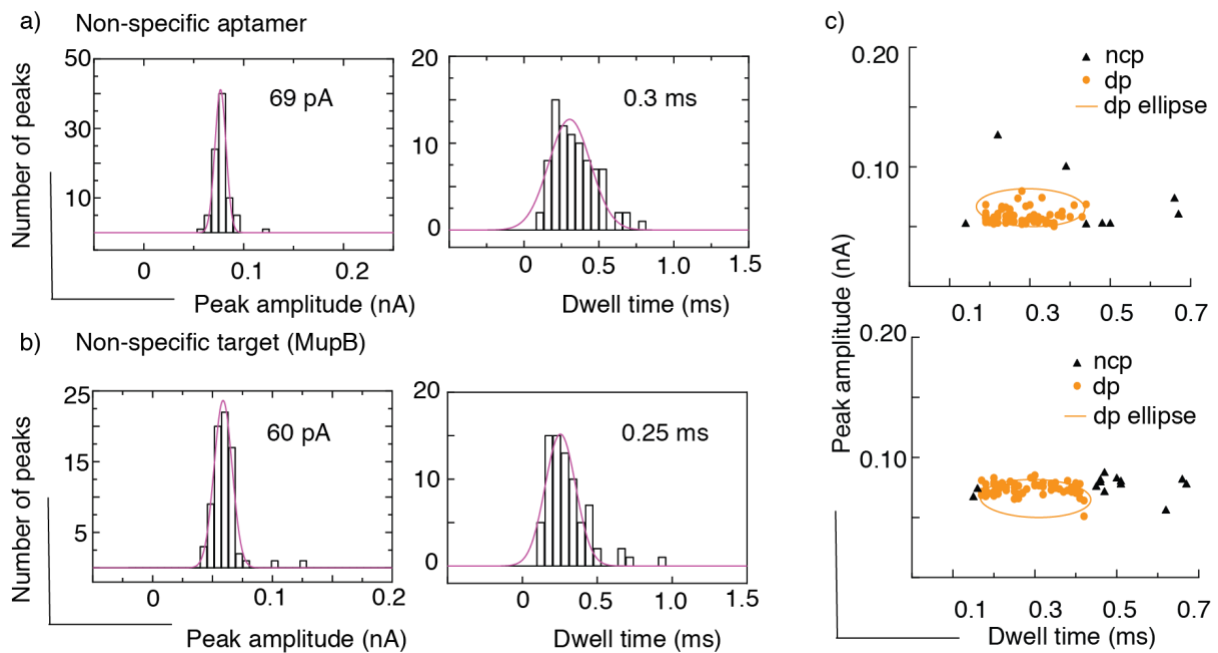 a) Non-specific aptamer
Number of peaks
50
30
10
69 pA
0 0.1 0.2
Peak amplitude (nA)
20
10
0
0.3 ms
0 0.5 1.0 1.5
Dwell time (ms)
b) Non-specific target (MupB)
Number of peaks
25
15
5
60 pA
0 0.1 0.2
Peak amplitude (nA)
20
10
0
0.25 ms
0 0.5 1.0 1.5
Dwell time (ms)
c)
Peak amplitude (nA)
0.20
0.10
ncp
dp
dp ellipse
0.1 0.3 0.5 0.7
0.20
0.10
0.00
ncp
dp
dp ellipse
0.1 0.3 0.5 0.7
Dwell time (ms)